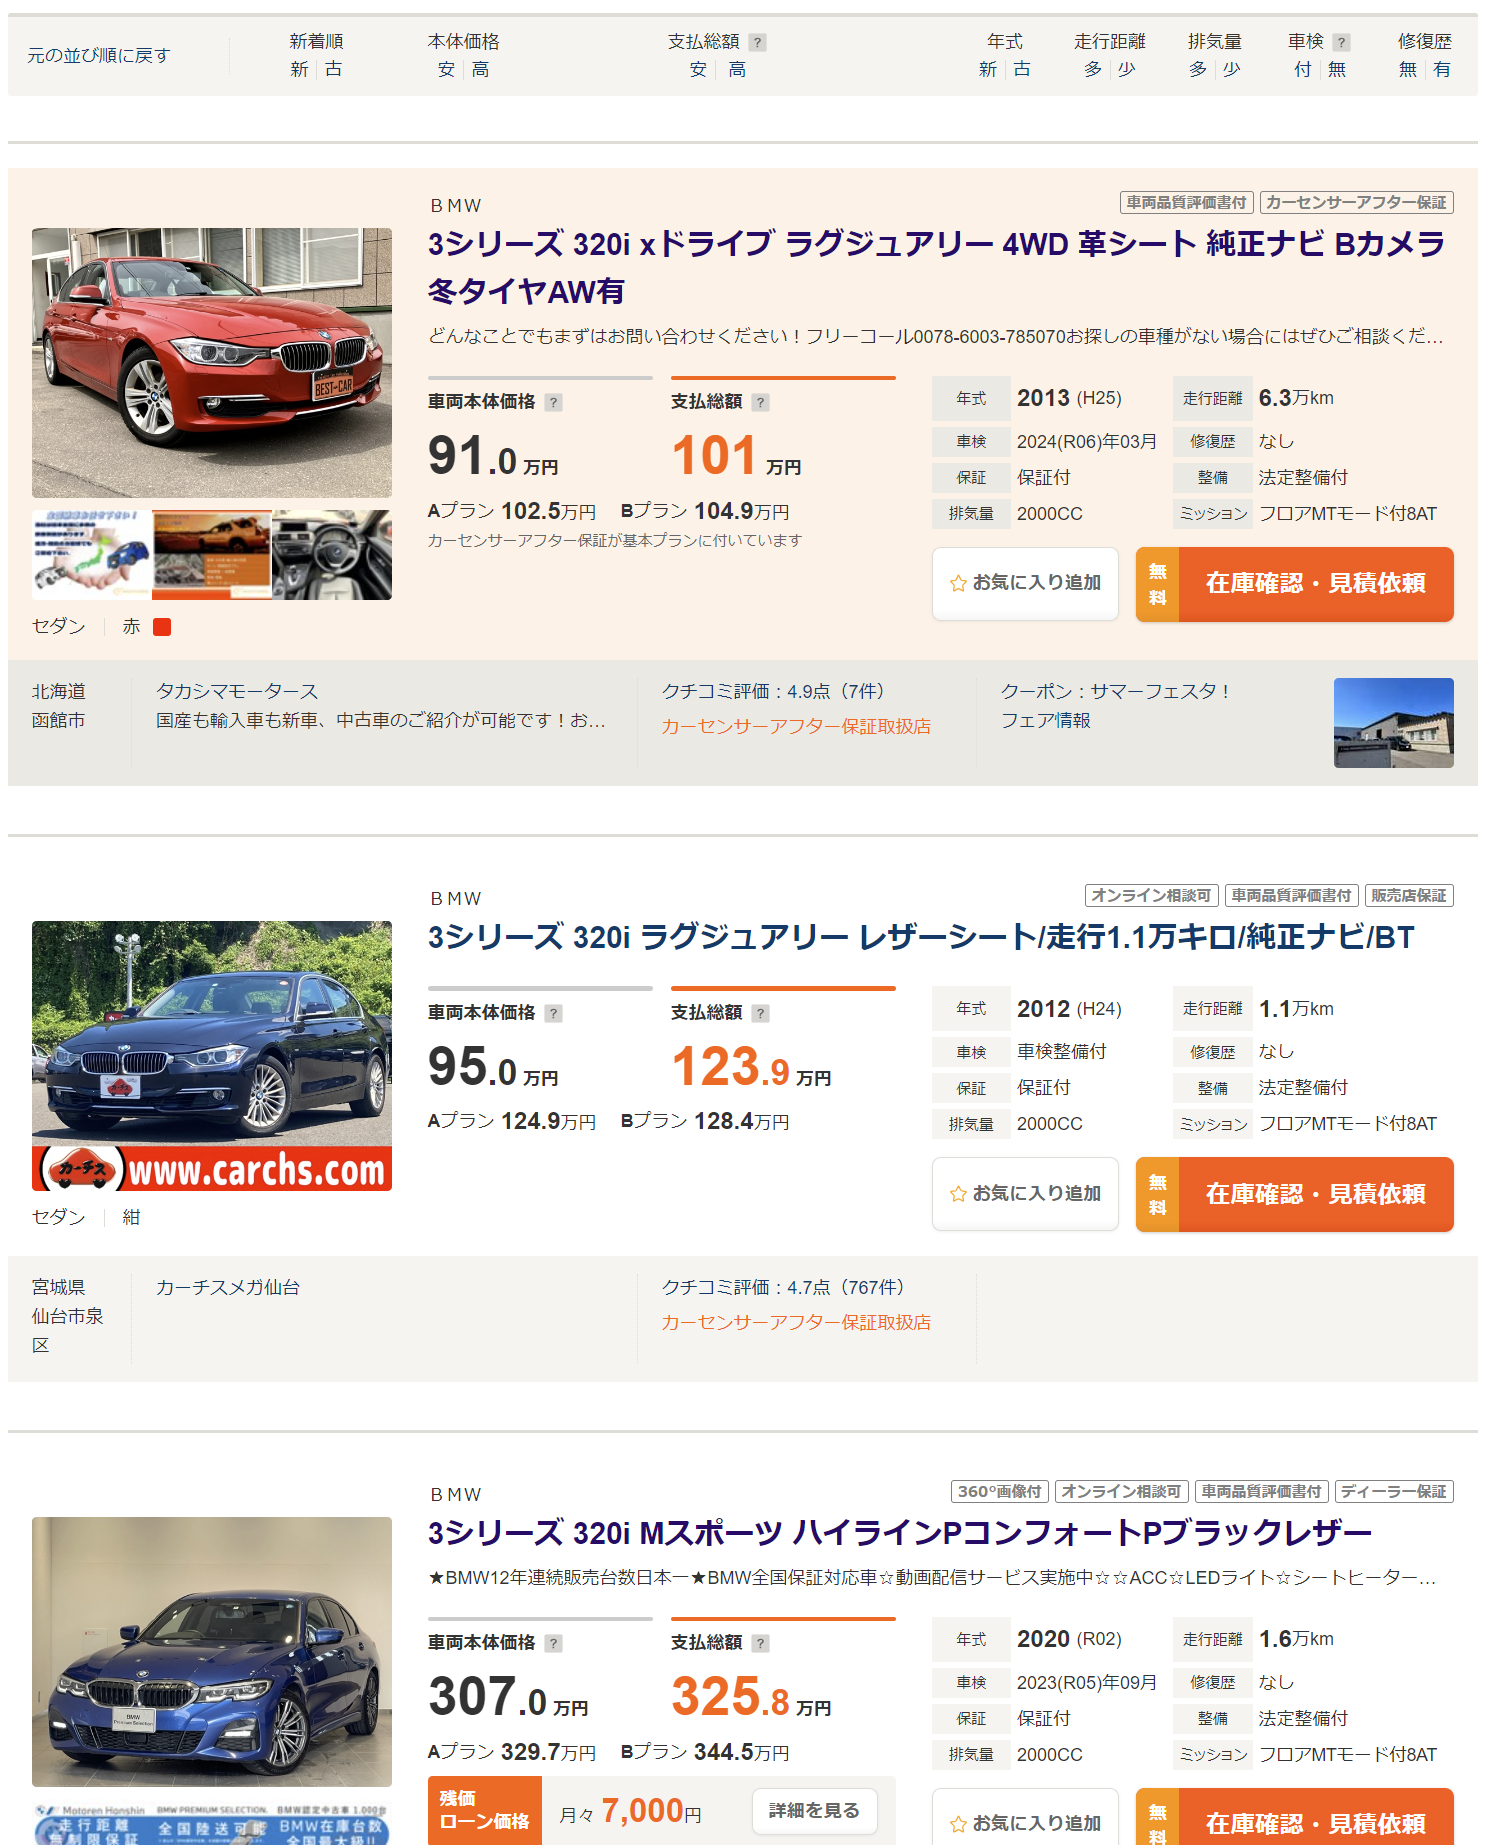 元の並び順に戻す
新着順
新 古
本体価格
安 高
支払総額 ?
安 高
年式
新 古
走行距離
多 少
排気量
多 少
車検 ?
付 無
修復歴
無 有
BMW
車両品質評価書付 カーセンサーアフター保証
3シリーズ 320i xドライブ ラグジュアリー 4WD 革シート 純正ナビ Bカメラ
冬タイヤAW有
どんなことでもまずはお問い合わせください！フリーコール0078-6003-785070お探しの車種がない場合にはぜひご相談くだ…
BEST-CAR
車両本体価格 ?
91.0万円
支払総額 ?
101万円
Aプラン 102.5万円 Bプラン 104.9万円
カーセンサーアフター保証が基本プランに付いています
年式 2013 (H25) 走行距離 6.3万km
車検 2024(R06)年03月 修復歴 なし
保証 保証付 整備 法定整備付
排気量 2000CC ミッション フロアMTモード付8AT
お気に入り追加
無料
在庫確認・見積依頼
セダン 赤
北海道
函館市
タカシマモータース
国産も輸入車も新車、中古車のご紹介が可能です！お…
クチコミ評価：4.9点（7件）
カーセンサーアフター保証取扱店
クーポン：サマーフェスタ！
フェア情報
BMW
オンライン相談可 車両品質評価書付 販売店保証
3シリーズ 320i ラグジュアリー レザーシート/走行1.1万キロ/純正ナビ/BT
カーチス
カーチス www.carchs.com
車両本体価格 ?
95.0万円
支払総額 ?
123.9万円
Aプラン 124.9万円 Bプラン 128.4万円
年式 2012 (H24) 走行距離 1.1万km
車検 車検整備付 修復歴 なし
保証 保証付 整備 法定整備付
排気量 2000CC ミッション フロアMTモード付8AT
お気に入り追加
無料
在庫確認・見積依頼
セダン 紺
宮城県
仙台市泉
区
カーチスメガ仙台
クチコミ評価：4.7点（767件）
カーセンサーアフター保証取扱店
BMW
360°画像付 オンライン相談可 車両品質評価書付 ディーラー保証
3シリーズ 320i Mスポーツ ハイラインPコンフォートPブラックレザー
★BMW12年連続販売台数日本一★BMW全国保証対応車☆動画配信サービス実施中☆☆ACC☆LEDライト☆シートヒーター…
BMW
Premium Selection
車両本体価格 ?
307.0万円
支払総額 ?
325.8万円
Aプラン 329.7万円 Bプラン 344.5万円
残価
ローン価格
月々 7,000円
詳細を見る
年式 2020 (R02) 走行距離 1.6万km
車検 2023(R05)年09月 修復歴 なし
保証 保証付 整備 法定整備付
排気量 2000CC ミッション フロアMTモード付8AT
お気に入り追加
無料
在庫確認・見積依頼
Motoren Hanshin BMW PREMIUM SELECTION. BMW認定中古車 1,000台
走行距離 全国陸送可能 BMW在庫台数
無制限保証 全国最大級!!